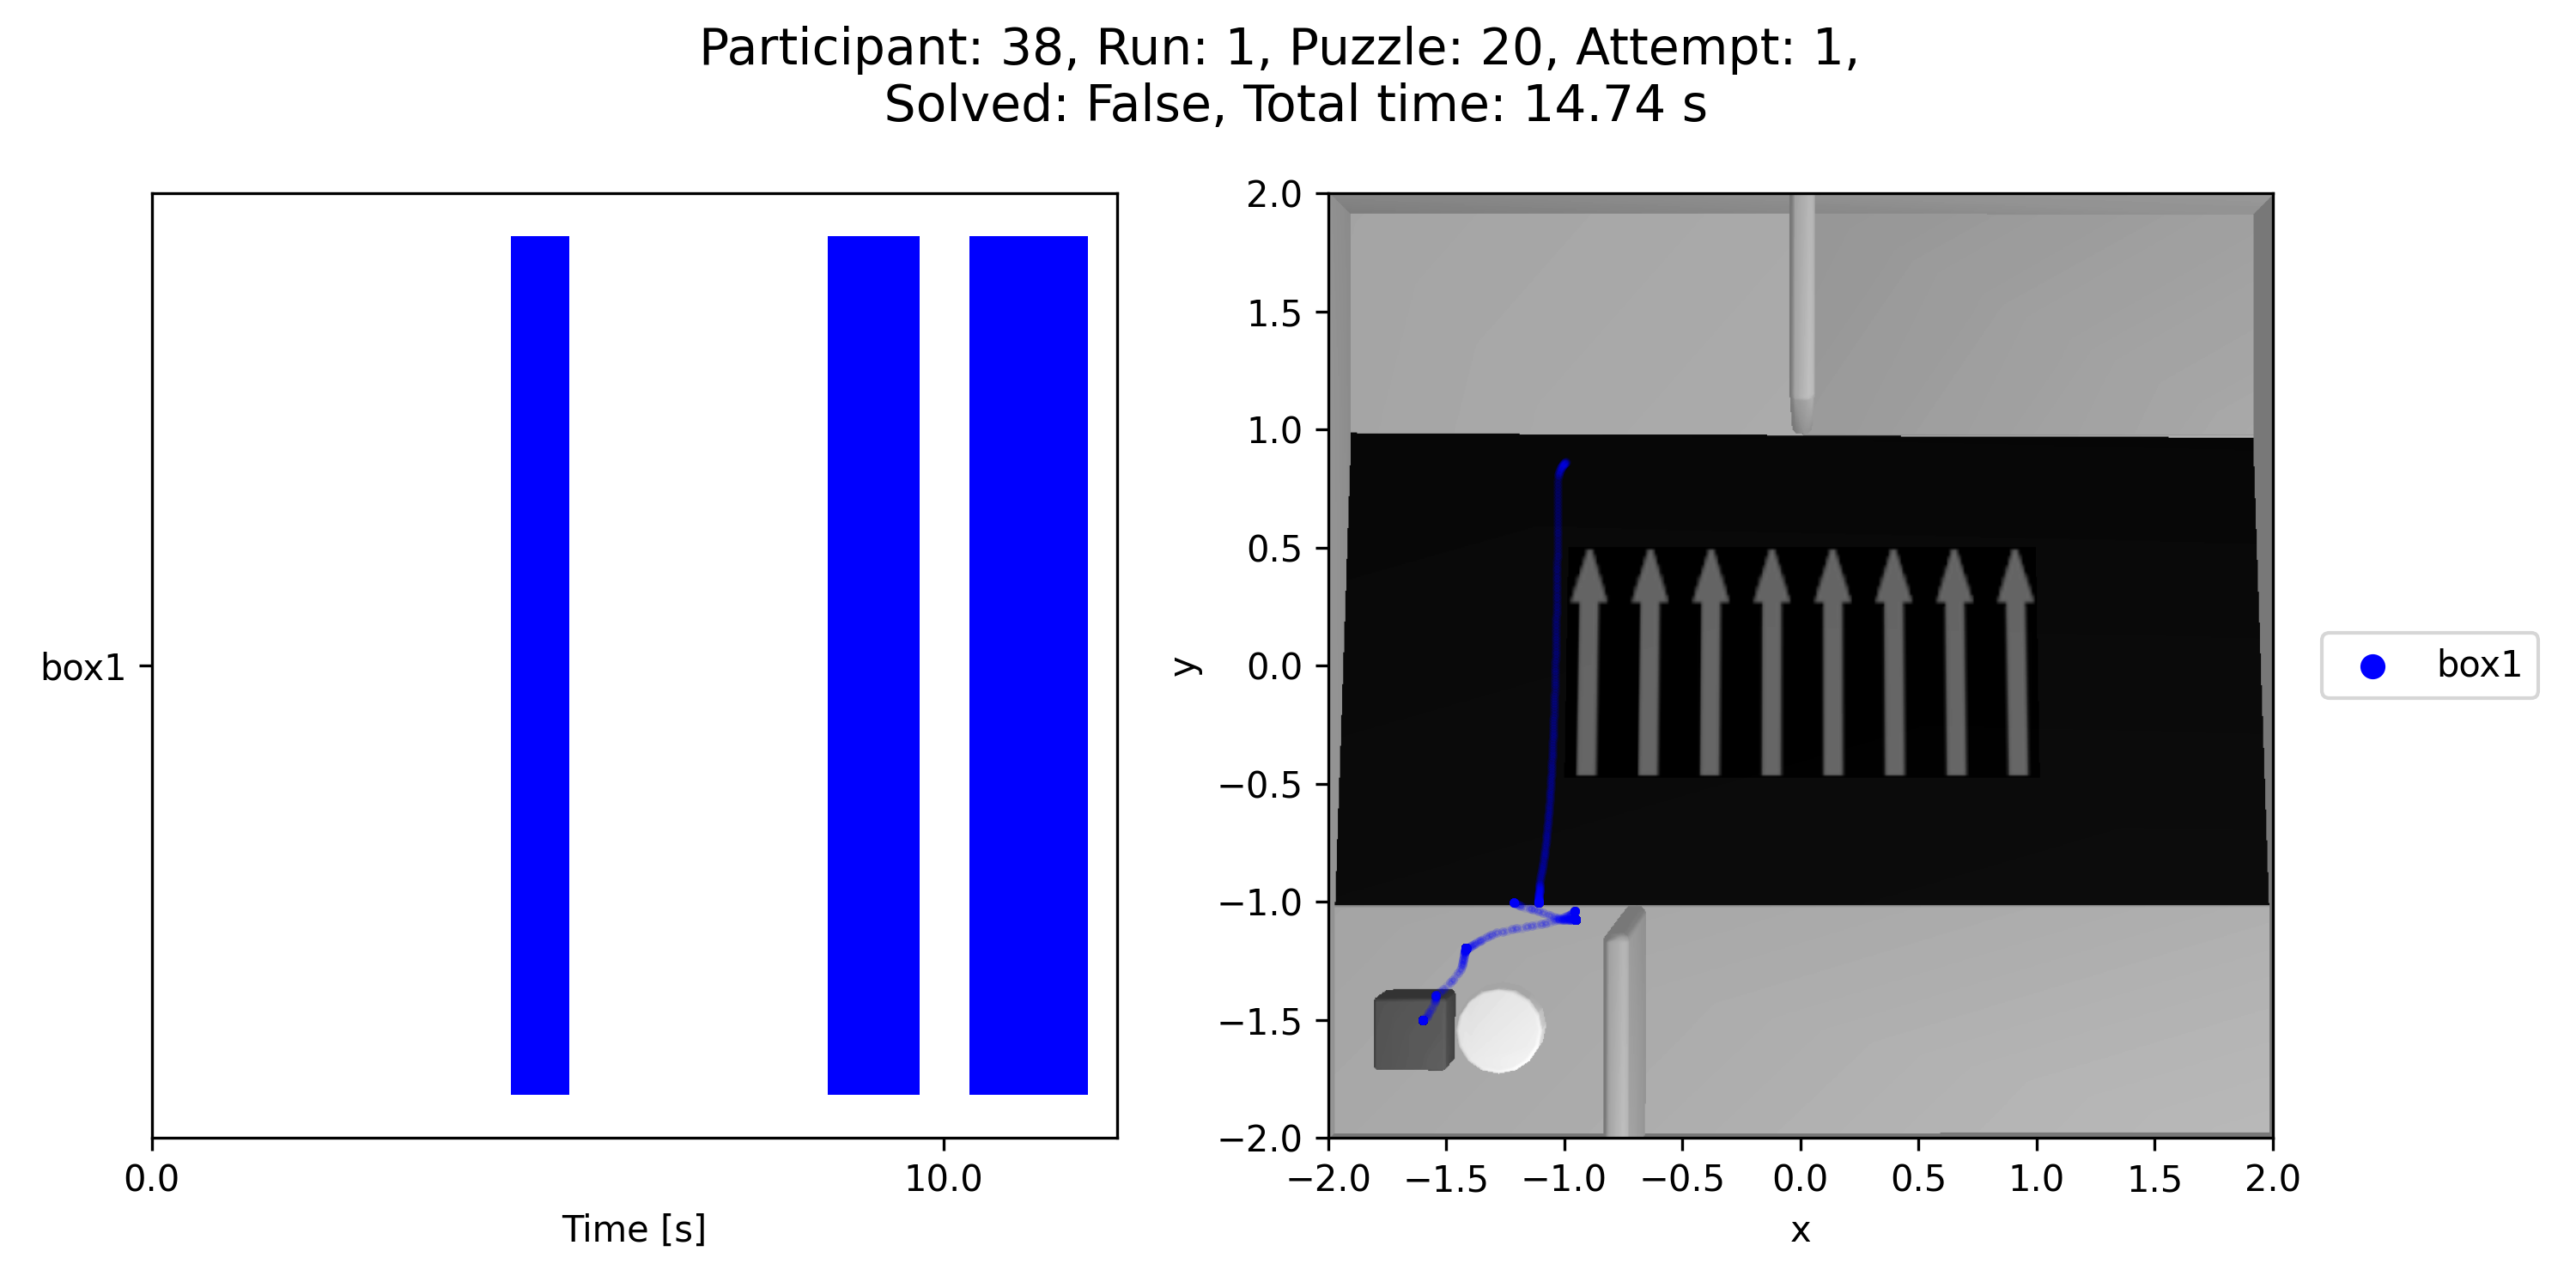 Participant: 38, Run: 1, Puzzle: 20, Attempt: 1,
Solved: False, Total time: 14.74 s
box1
0.0
10.0
Time [s]
2.0
1.5
1.0
0.5
0.0
−0.5
−1.0
−1.5
−2.0
y
−2.0
−1.5
−1.0
−0.5
0.0
0.5
1.0
1.5
2.0
x
box1